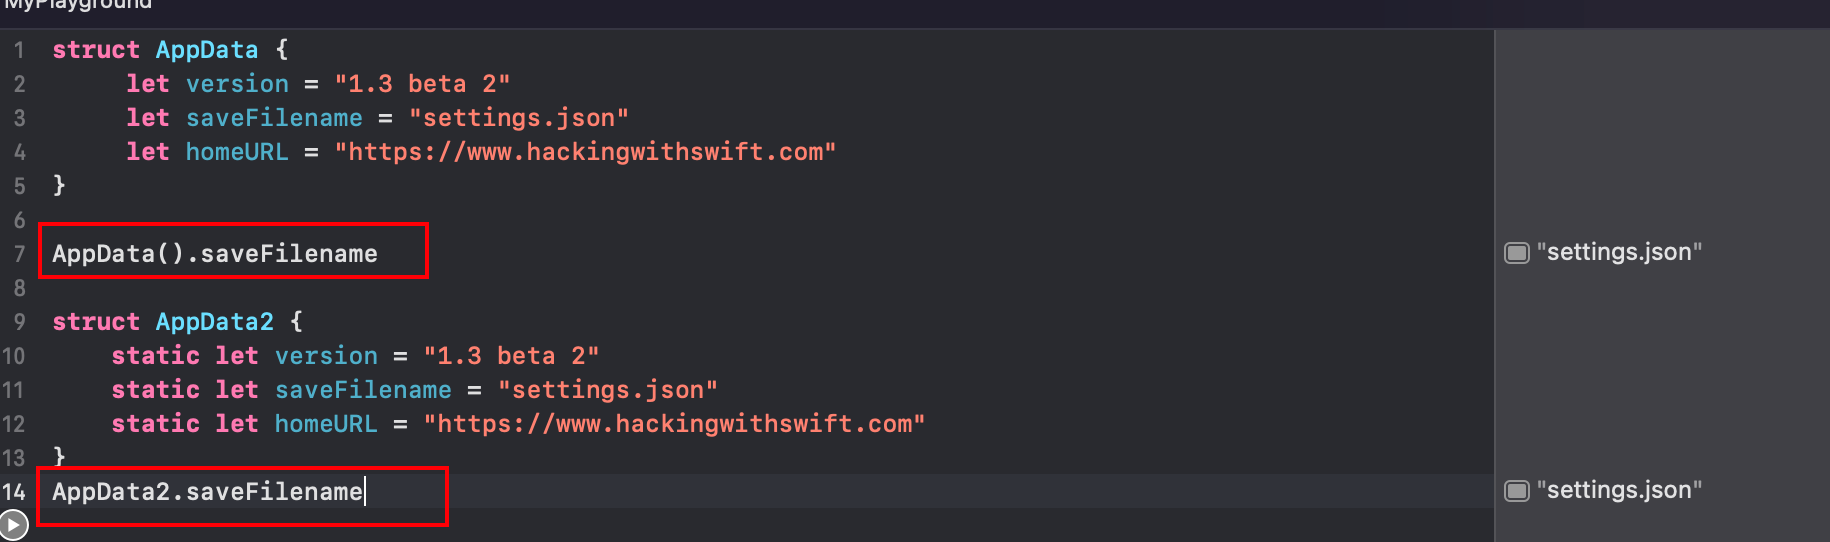 MyPlayground
1 struct AppData {
2 let version = "1.3 beta 2"
3 let saveFilename = "settings.json"
4 let homeURL = "https://www.hackingwithswift.com"
5 }
6
7 AppData().saveFilename "settings.json"
8
9 struct AppData2 {
10 static let version = "1.3 beta 2"
11 static let saveFilename = "settings.json"
12 static let homeURL = "https://www.hackingwithswift.com"
13 }
14 AppData2.saveFilename "settings.json"